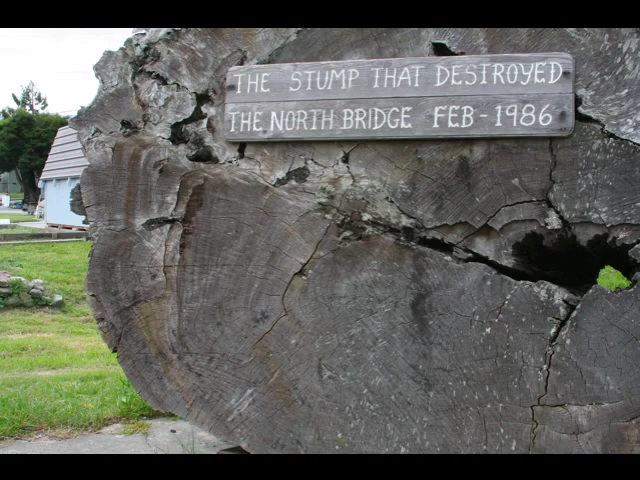 THE STUMP THAT DESTROYED
THE NORTH BRIDGE FEB - 1986